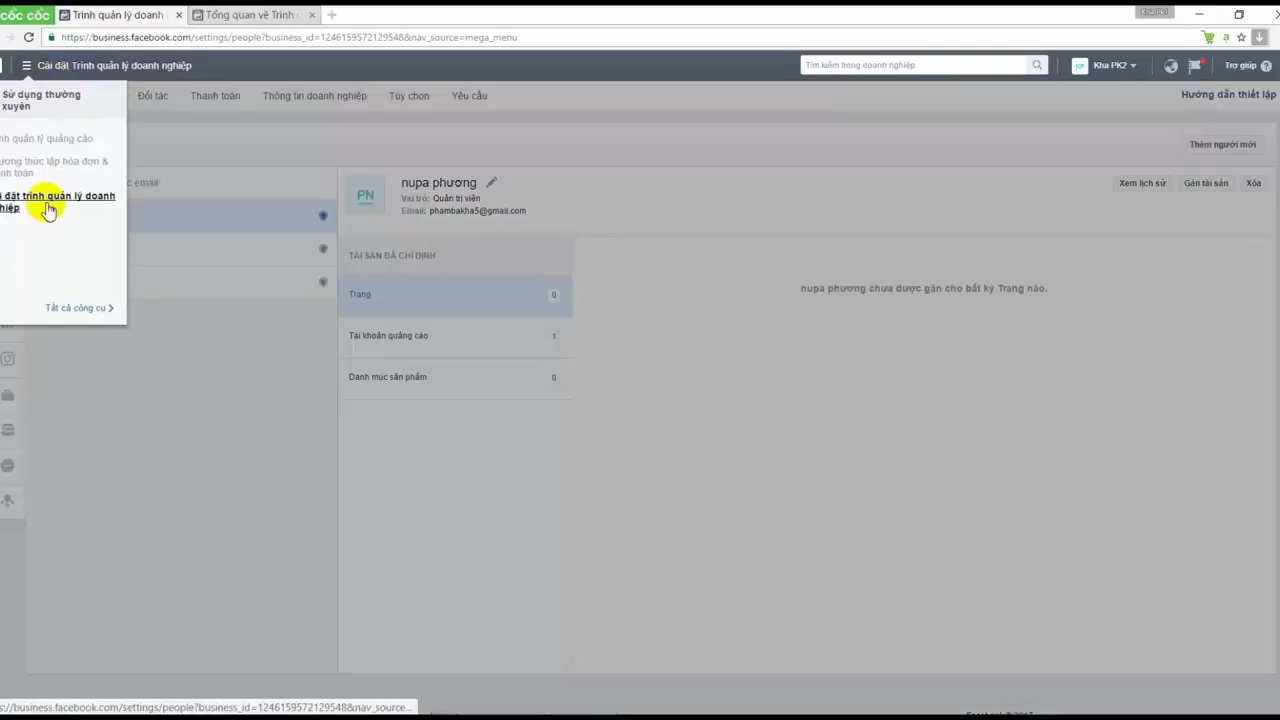 cốc cốc
Trình quản lý doanh
Tổng quan về Trình
Kha Pk1
https://business.facebook.com/settings/people?business_id=1246159572129548&nav_source=mega_menu
Cài đặt Trình quản lý doanh nghiệp
Tìm kiếm trong doanh nghiệp
KP
Kha PK2
Trợ giúp
Sử dụng thường
xuyên
Đối tác
Thanh toán
Thông tin doanh nghiệp
Tùy chọn
Yêu cầu
Hướng dẫn thiết lập
nh quản lý quảng cáo
ương thức lập hóa đơn &
nh toán
i đặt trình quản lý doanh
hiệp
Tất cả công cụ
Thêm người mới
c email
PN
nupa phương
Vai trò: Quản trị viên
Email: phambakha5@gmail.com
Xem lịch sử
Gán tài sản
Xóa
TÀI SẢN ĐÃ CHỈ ĐỊNH
Trang 0
Tài khoản quảng cáo 1
Danh mục sản phẩm 0
nupa phương chưa được gán cho bất kỳ Trang nào.
s://business.facebook.com/settings/people?business_id=1246159572129548&nav_source...
Facebook © 2017